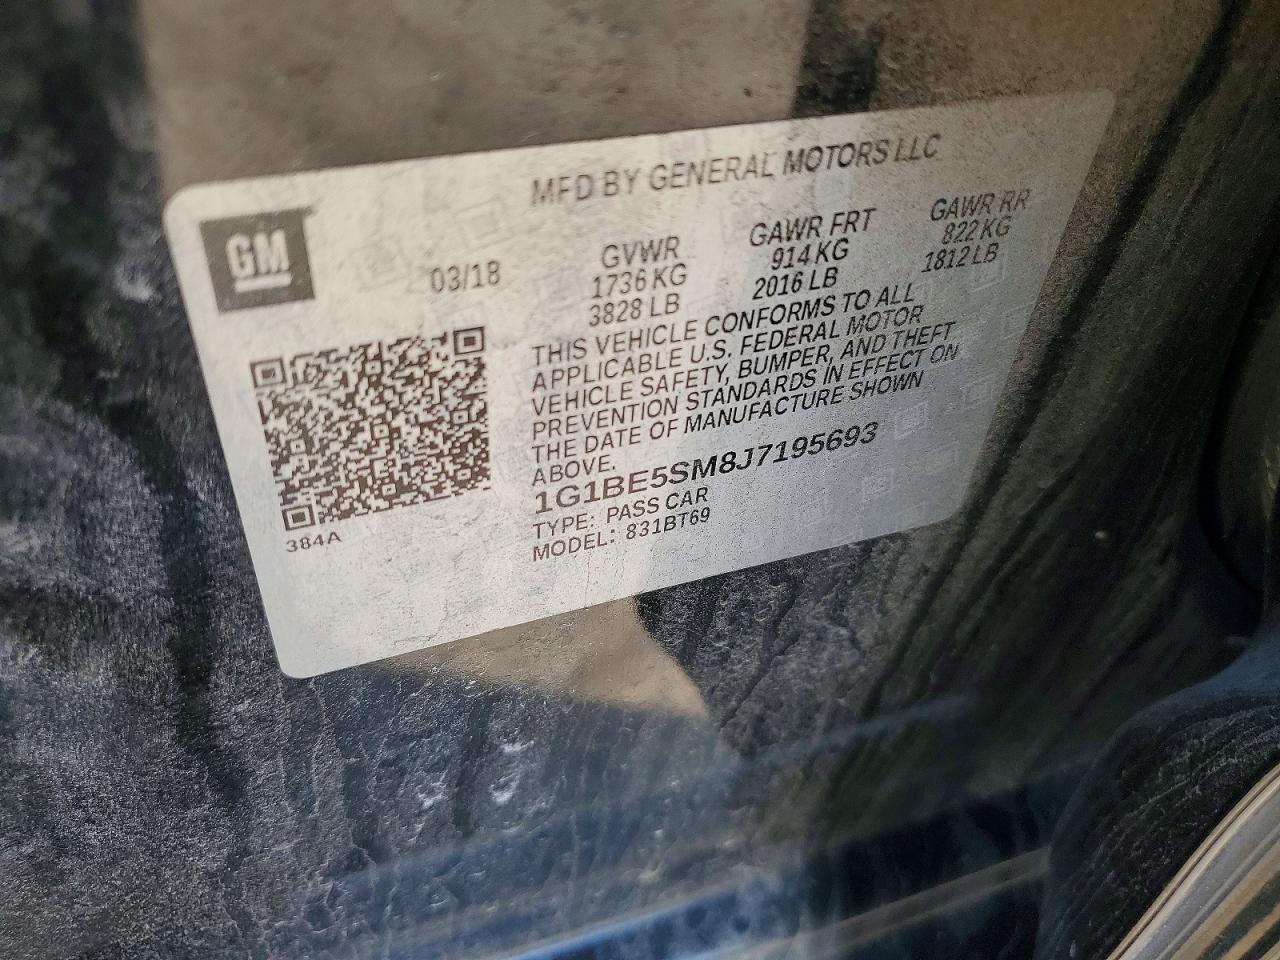 MFD BY GENERAL MOTORS LLC
GM
03/18
GVWR GAWR FRT GAWR RR
1736 KG 914 KG 822 KG
3828 LB 2016 LB 1812 LB
THIS VEHICLE CONFORMS TO ALL
APPLICABLE U.S. FEDERAL MOTOR
VEHICLE SAFETY, BUMPER, AND THEFT
PREVENTION STANDARDS IN EFFECT ON
THE DATE OF MANUFACTURE SHOWN
ABOVE.
1G1BE5SM8J7195693
TYPE: PASS CAR
MODEL: 831BT69
384A